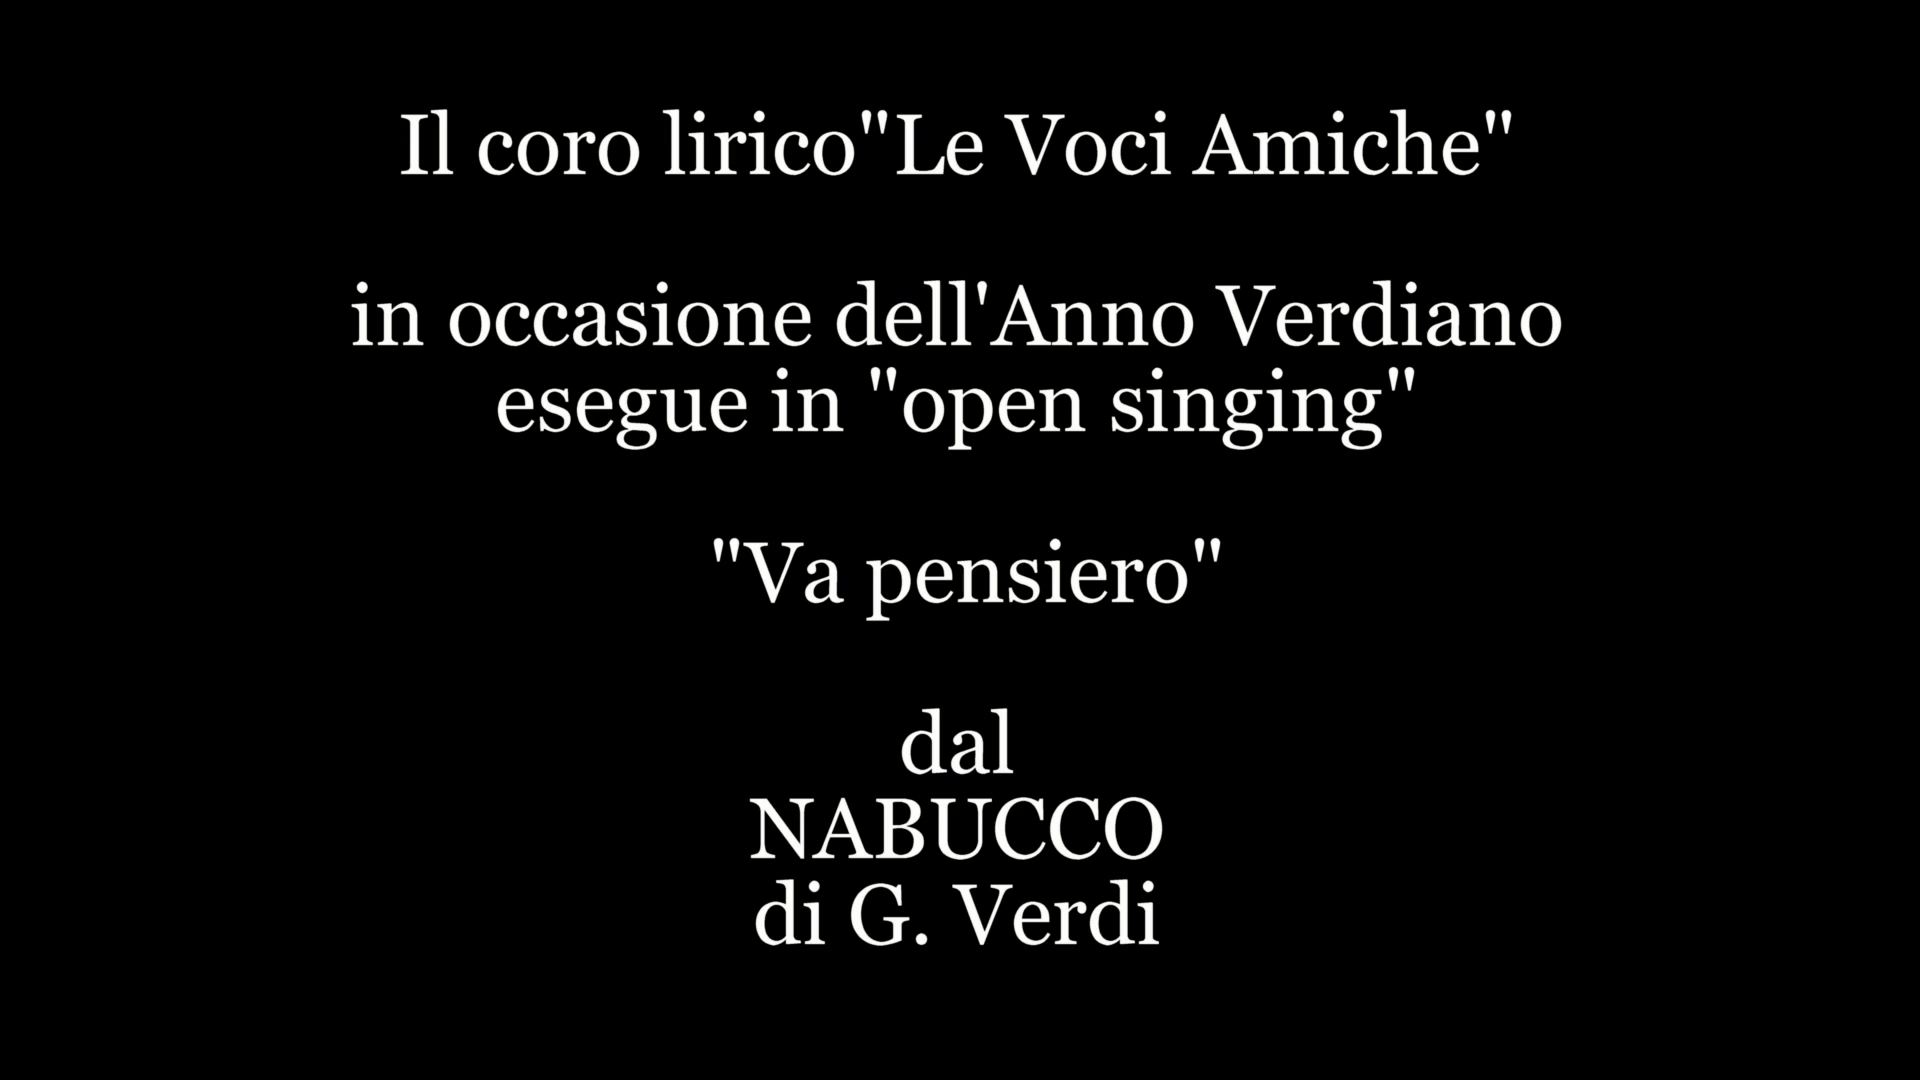 Il coro lirico"Le Voci Amiche"
in occasione dell'Anno Verdiano
esegue in "open singing"
"Va pensiero"
dal
NABUCCO
di G. Verdi